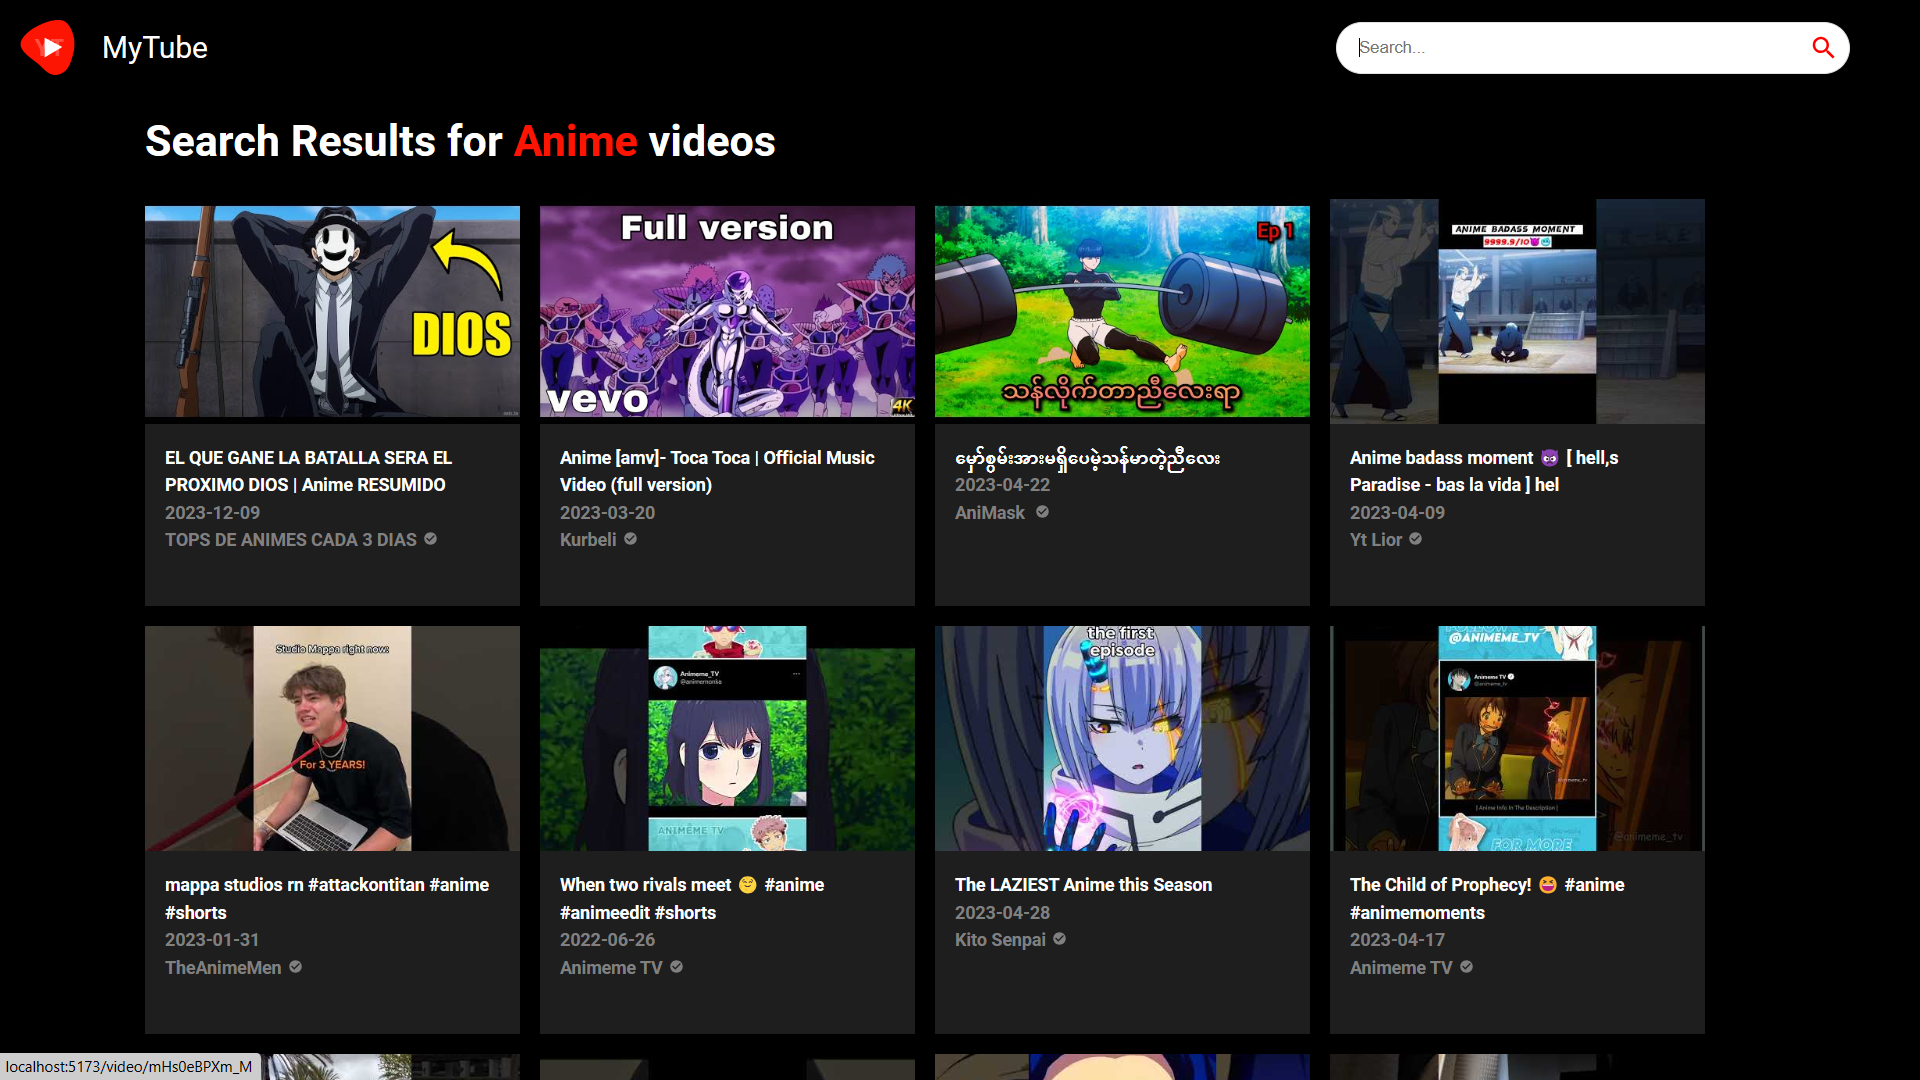 MyTube
Search...
Search Results for Anime videos
DIOS
Full version
vevo
4K
Ep 1
သန်လိုက်တာညီလေးရာ
ANIME BADASS MOMENT
9999.9/10😈🥶
EL QUE GANE LA BATALLA SERA EL
PROXIMO DIOS | Anime RESUMIDO
2023-12-09
TOPS DE ANIMES CADA 3 DIAS
Anime [amv]- Toca Toca | Official Music
Video (full version)
2023-03-20
Kurbeli
မှော်စွမ်းအားမရှိပေမဲ့သန်မာတဲ့ညီလေး
2023-04-22
AniMask
Anime badass moment 😈 [ hell,s
Paradise - bas la vida ] hel
2023-04-09
Yt Lior
Studio Mappa right now:
For 3 YEARS!
Animeme_TV
ANIMEME TV
the first
episode
@ANIMEME_TV
Animeme TV
@animeme_tv
[ Anime Info In The Description ]
@animeme_tv
FOR MORE
mappa studios rn #attackontitan #anime
#shorts
2023-01-31
TheAnimeMen
When two rivals meet 😌 #anime
#animeedit #shorts
2022-06-26
Animeme TV
The LAZIEST Anime this Season
2023-04-28
Kito Senpai
The Child of Prophecy! 😆 #anime
#animemoments
2023-04-17
Animeme TV
localhost:5173/video/mHs0eBPXm_M